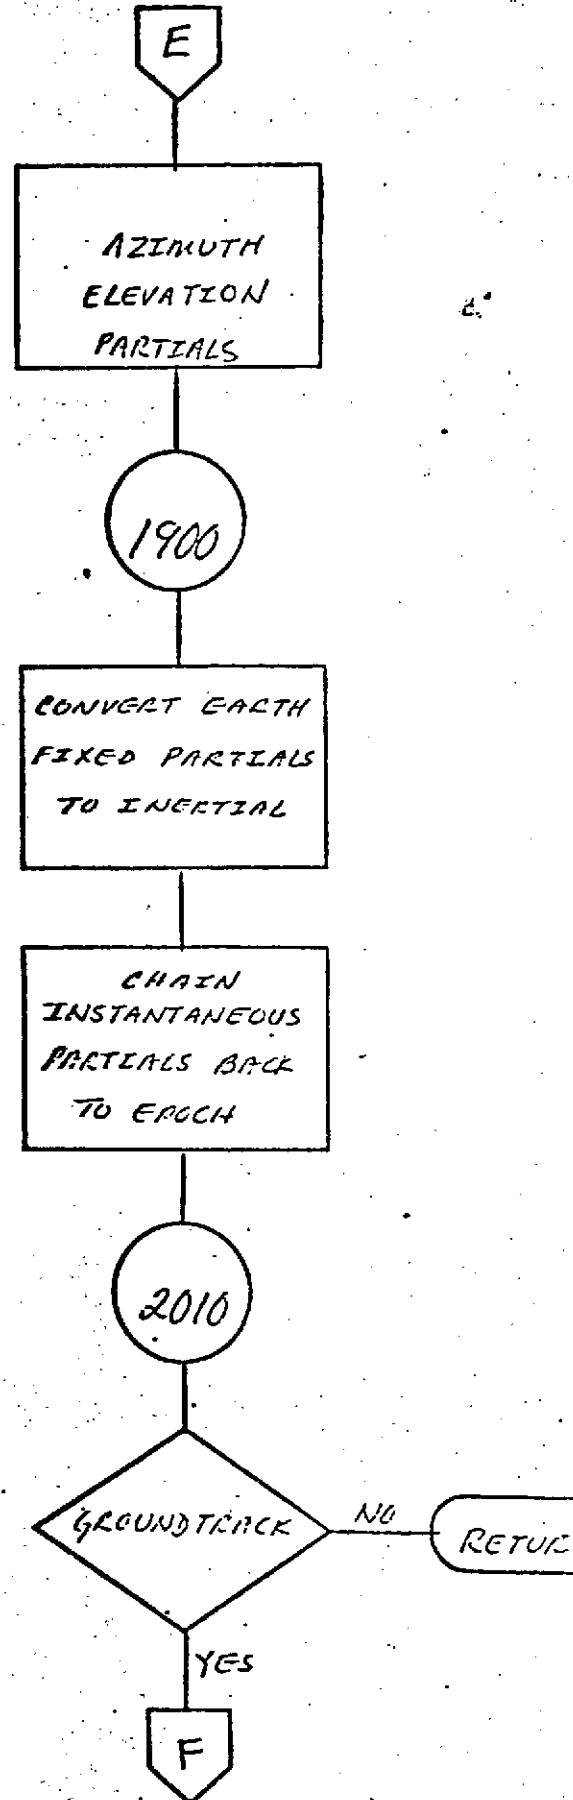 E
AZIMUTH
ELEVATION
PARTIALS
1900
CONVERT EARTH
FIXED PARTIALS
TO INERTIAL
CHAIN
INSTANTANEOUS
PARTIALS BACK
TO EPOCH
2010
GROUNDTRACK
NO
YES
F